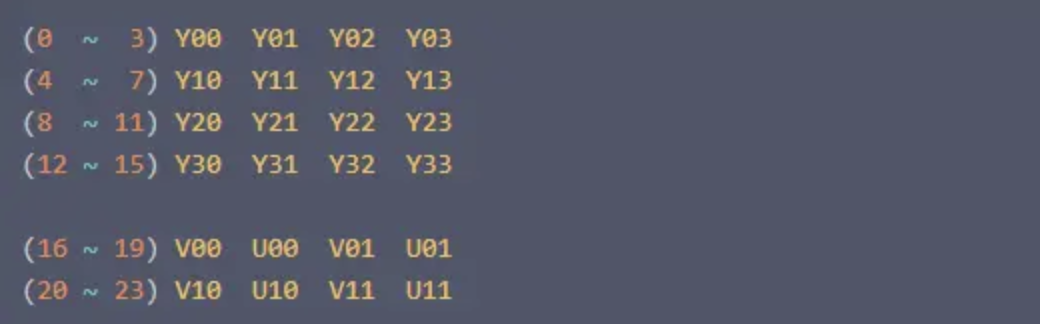 (0  ~  3) Y00  Y01  Y02  Y03
(4  ~  7) Y10  Y11  Y12  Y13
(8  ~ 11) Y20  Y21  Y22  Y23
(12 ~ 15) Y30  Y31  Y32  Y33
(16 ~ 19) V00  U00  V01  U01
(20 ~ 23) V10  U10  V11  U11